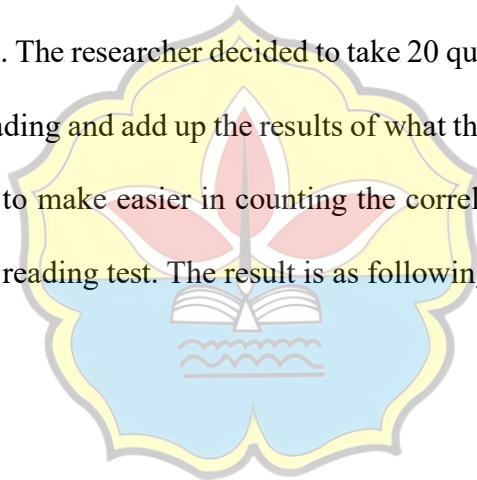 . The researcher decided to take 20 qu
ading and add up the results of what th
to make easier in counting the correl
reading test. The result is as following